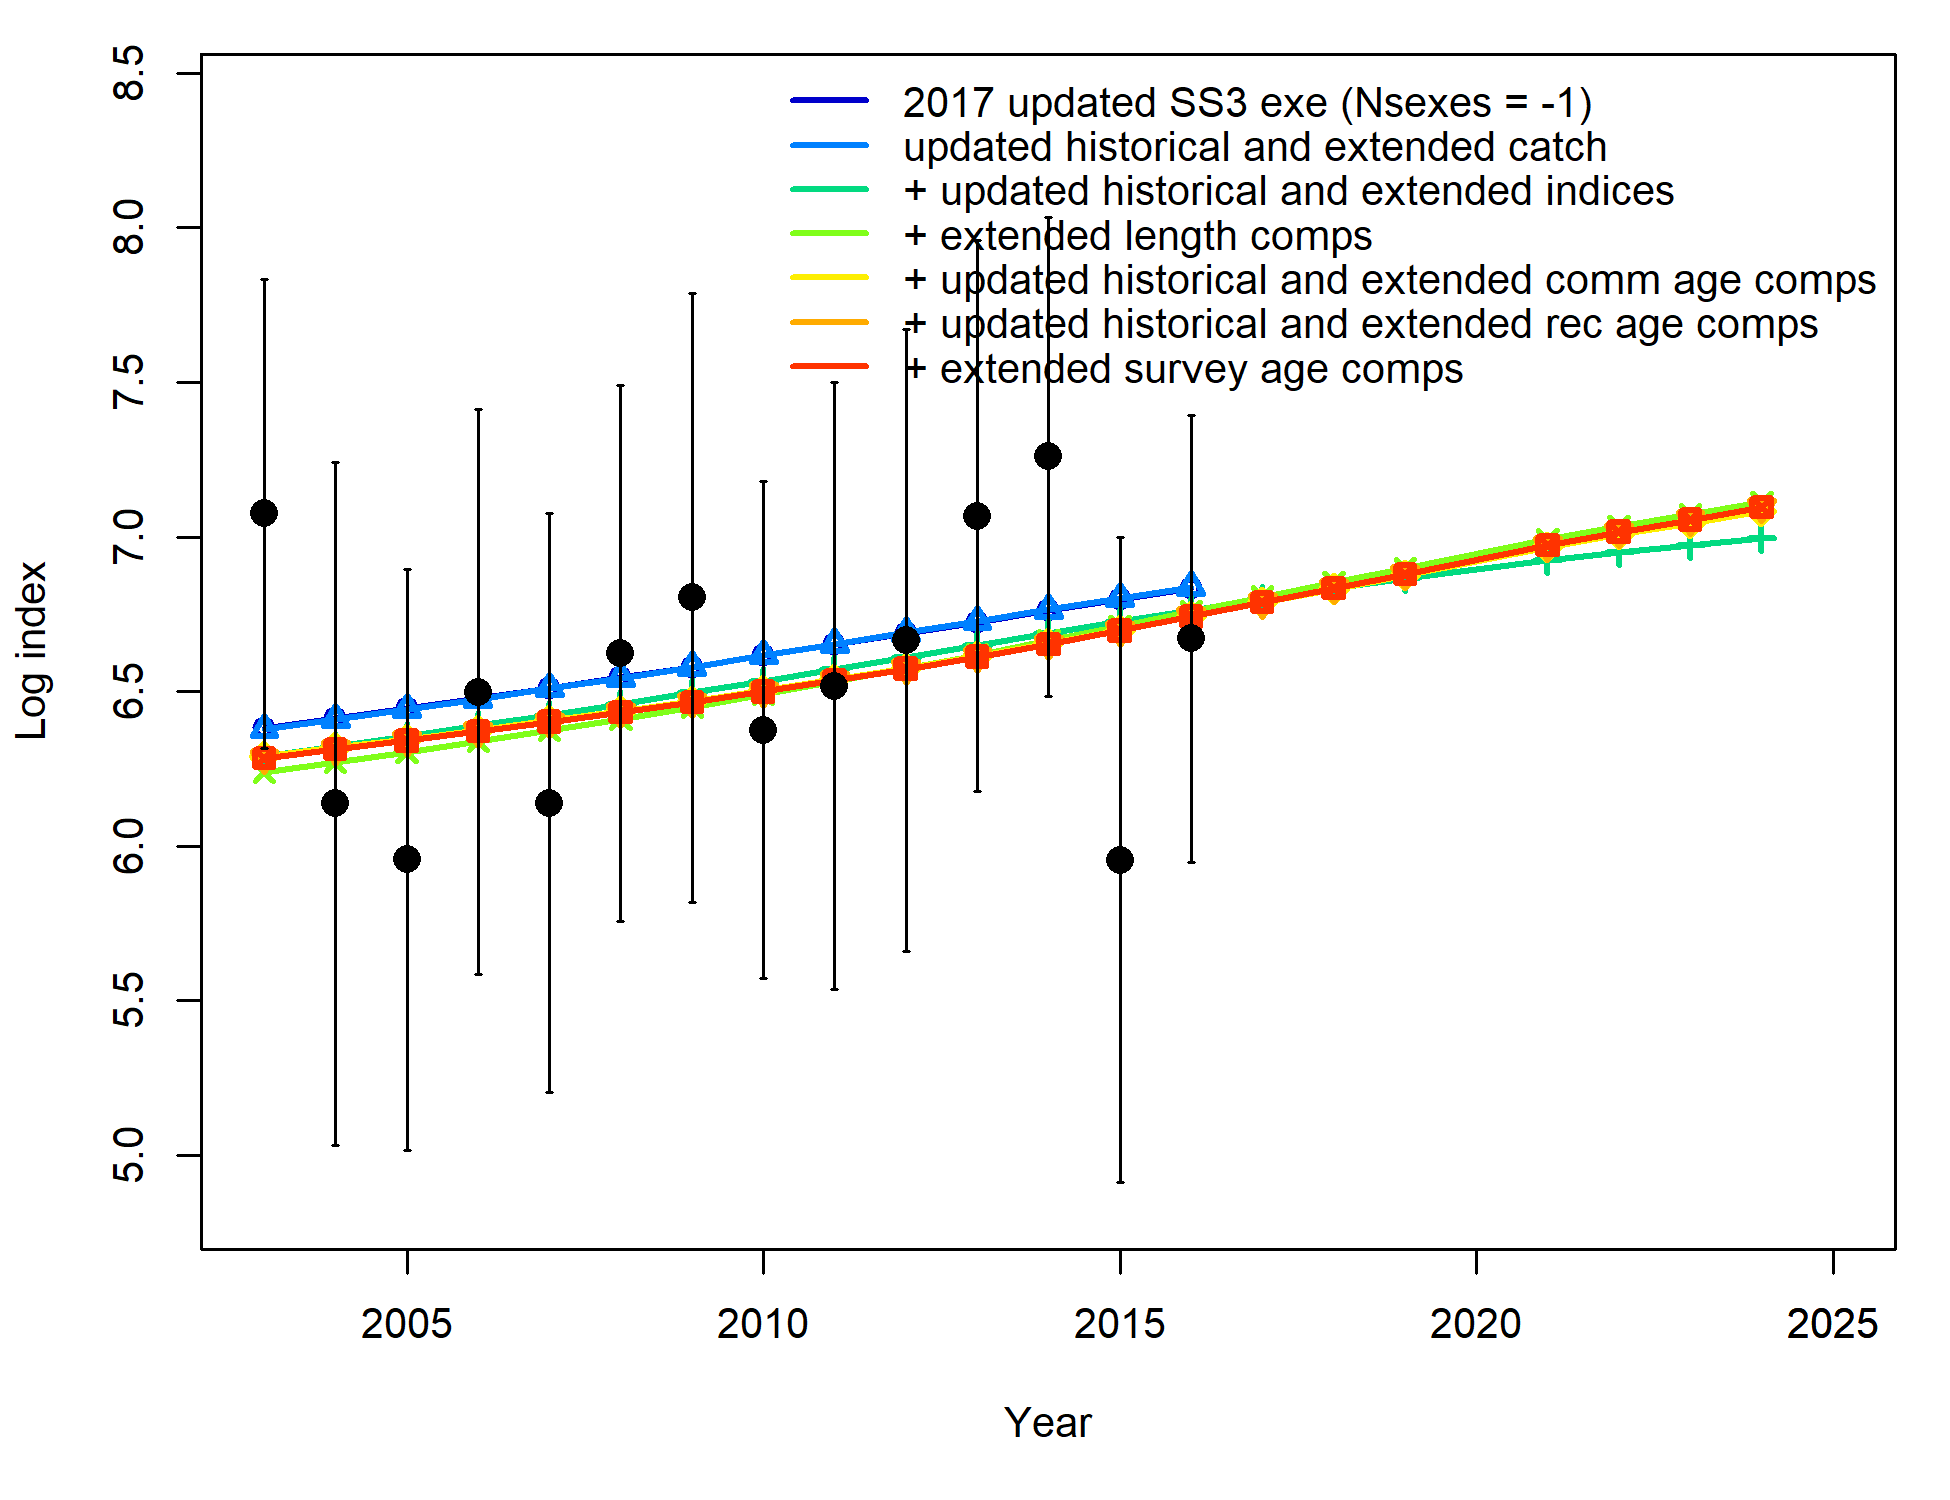 8.5
8.0
7.5
7.0
6.5
6.0
5.5
5.0
Log index
2017 updated SS3 exe (Nsexes = -1)
updated historical and extended catch
+ updated historical and extended indices
+ extended length comps
+ updated historical and extended comm age comps
+ updated historical and extended rec age comps
+ extended survey age comps
2005
2010
2015
2020
2025
Year